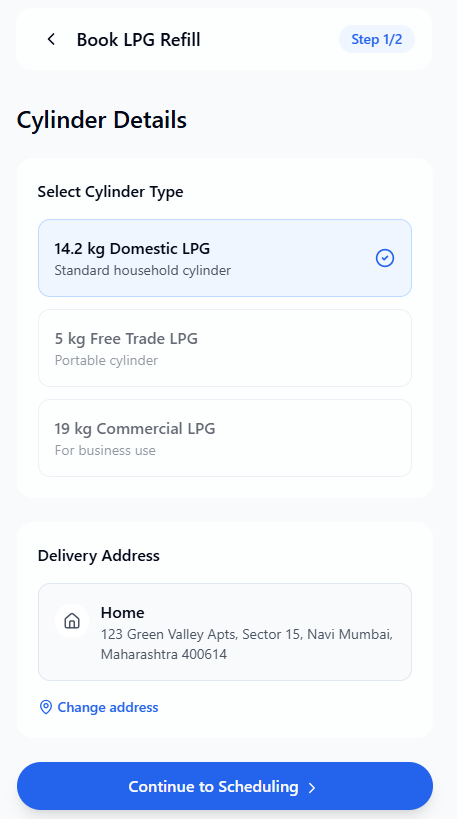 Book LPG Refill
Step 1/2
Cylinder Details
Select Cylinder Type
14.2 kg Domestic LPG
Standard household cylinder
5 kg Free Trade LPG
Portable cylinder
19 kg Commercial LPG
For business use
Delivery Address
Home
123 Green Valley Apts, Sector 15, Navi Mumbai,
Maharashtra 400614
Change address
Continue to Scheduling